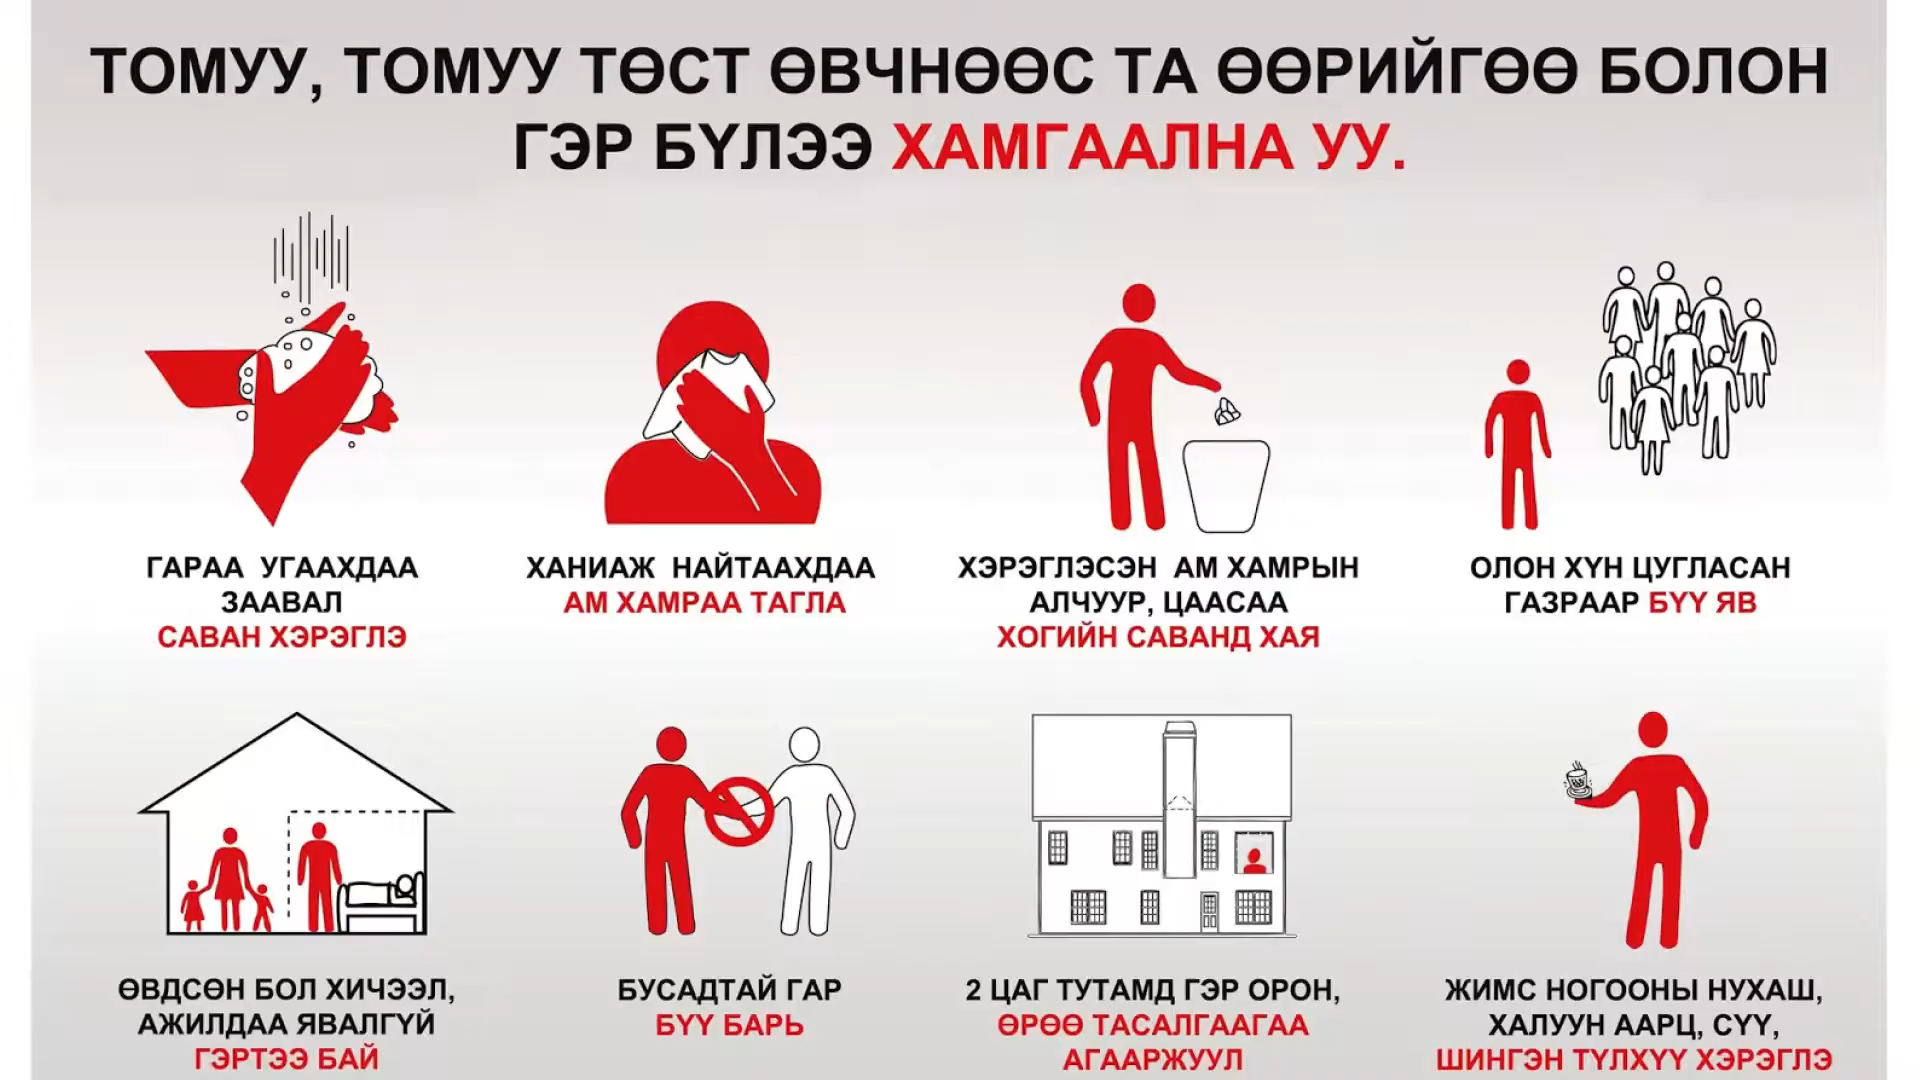 ТОМУУ, ТОМУУ ТӨСТ ӨВЧНӨӨС ТА ӨӨРИЙГӨӨ БОЛОН
ГЭР БҮЛЭЭ ХАМГААЛНА УУ.
ГАРАА УГААХДАА
ЗААВАЛ
САВАН ХЭРЭГЛЭ
ХАНИАЖ НАЙТААХДАА
АМ ХАМРАА ТАГЛА
ХЭРЭГЛЭСЭН АМ ХАМРЫН
АЛЧУУР, ЦААСАА
ХОГИЙН САВАНД ХАЯ
ОЛОН ХҮН ЦУГЛАСАН
ГАЗРААР БҮҮ ЯВ
ӨВДСӨН БОЛ ХИЧЭЭЛ,
АЖИЛДАА ЯВАЛГҮЙ
ГЭРТЭЭ БАЙ
БУСАДТАЙ ГАР
БҮҮ БАРЬ
2 ЦАГ ТУТАМД ГЭР ОРОН,
ӨРӨӨ ТАСАЛГААГАА
АГААРЖУУЛ
ЖИМС НОГООНЫ НУХАШ,
ХАЛУУН ААРЦ, СҮҮ,
ШИНГЭН ТҮЛХҮҮ ХЭРЭГЛЭ